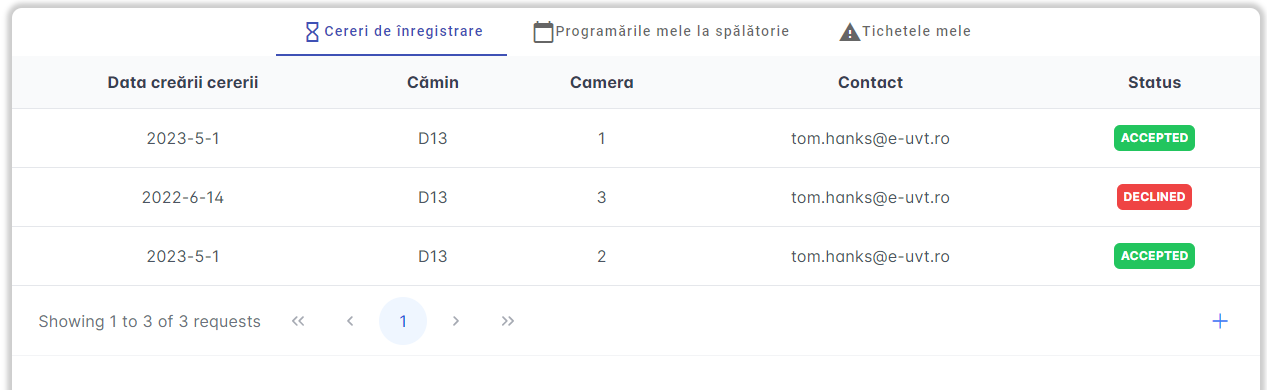 Cereri de înregistrare Programările mele la spălătorie Tichetele mele
Data creării cererii Cămin Camera Contact Status
2023-5-1 D13 1 tom.hanks@e-uvt.ro ACCEPTED
2022-6-14 D13 3 tom.hanks@e-uvt.ro DECLINED
2023-5-1 D13 2 tom.hanks@e-uvt.ro ACCEPTED
Showing 1 to 3 of 3 requests « ‹ 1 › » +